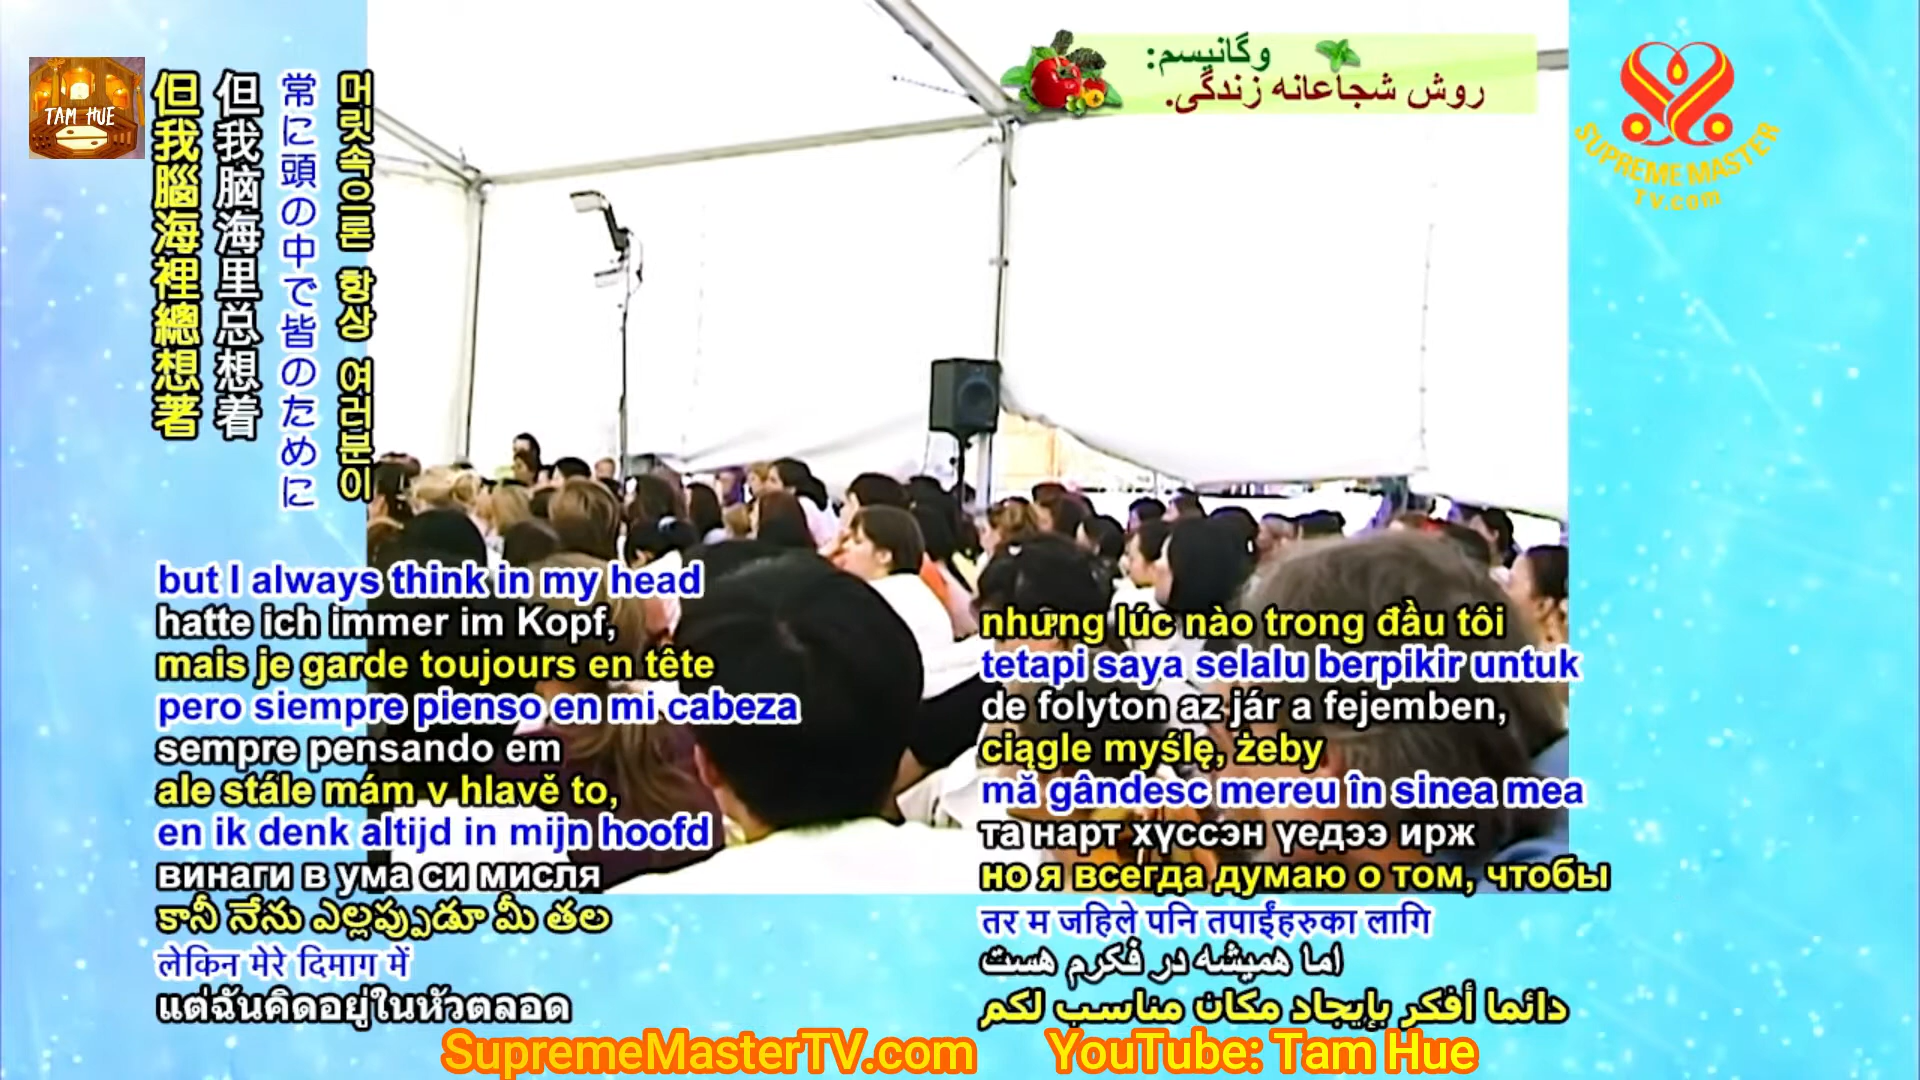 TAM HUE
但我腦海裡總想著
但我脑海里总想着
常に頭の中で皆のために
머릿속으론 항상 여러분이
وگانیسم:
روش شجاعانه زندگی.
SUPREME MASTER
TV.com
but I always think in my head
hatte ich immer im Kopf,
mais je garde toujours en tête
pero siempre pienso en mi cabeza
sempre pensando em
ale stále mám v hlavě to,
en ik denk altijd in mijn hoofd
винаги в ума си мисля
కానీ నేను ఎల్లప్పుడూ మీ తల
लेकिन मेरे दिमाग में
แต่ฉันคิดอยู่ในหัวตลอด
nhưng lúc nào trong đầu tôi
tetapi saya selalu berpikir untuk
de folyton az jár a fejemben,
ciągle myślę, żeby
mă gândesc mereu în sinea mea
та нарт хүссэн үедээ ирж
но я всегда думаю о том, чтобы
तर म जहिले पनि तपाईंहरुका लागि
اما همیشه در فکرم هست
دائما أفكر بإيجاد مكان مناسب لكم
SupremeMasterTV.com
YouTube: Tam Hue